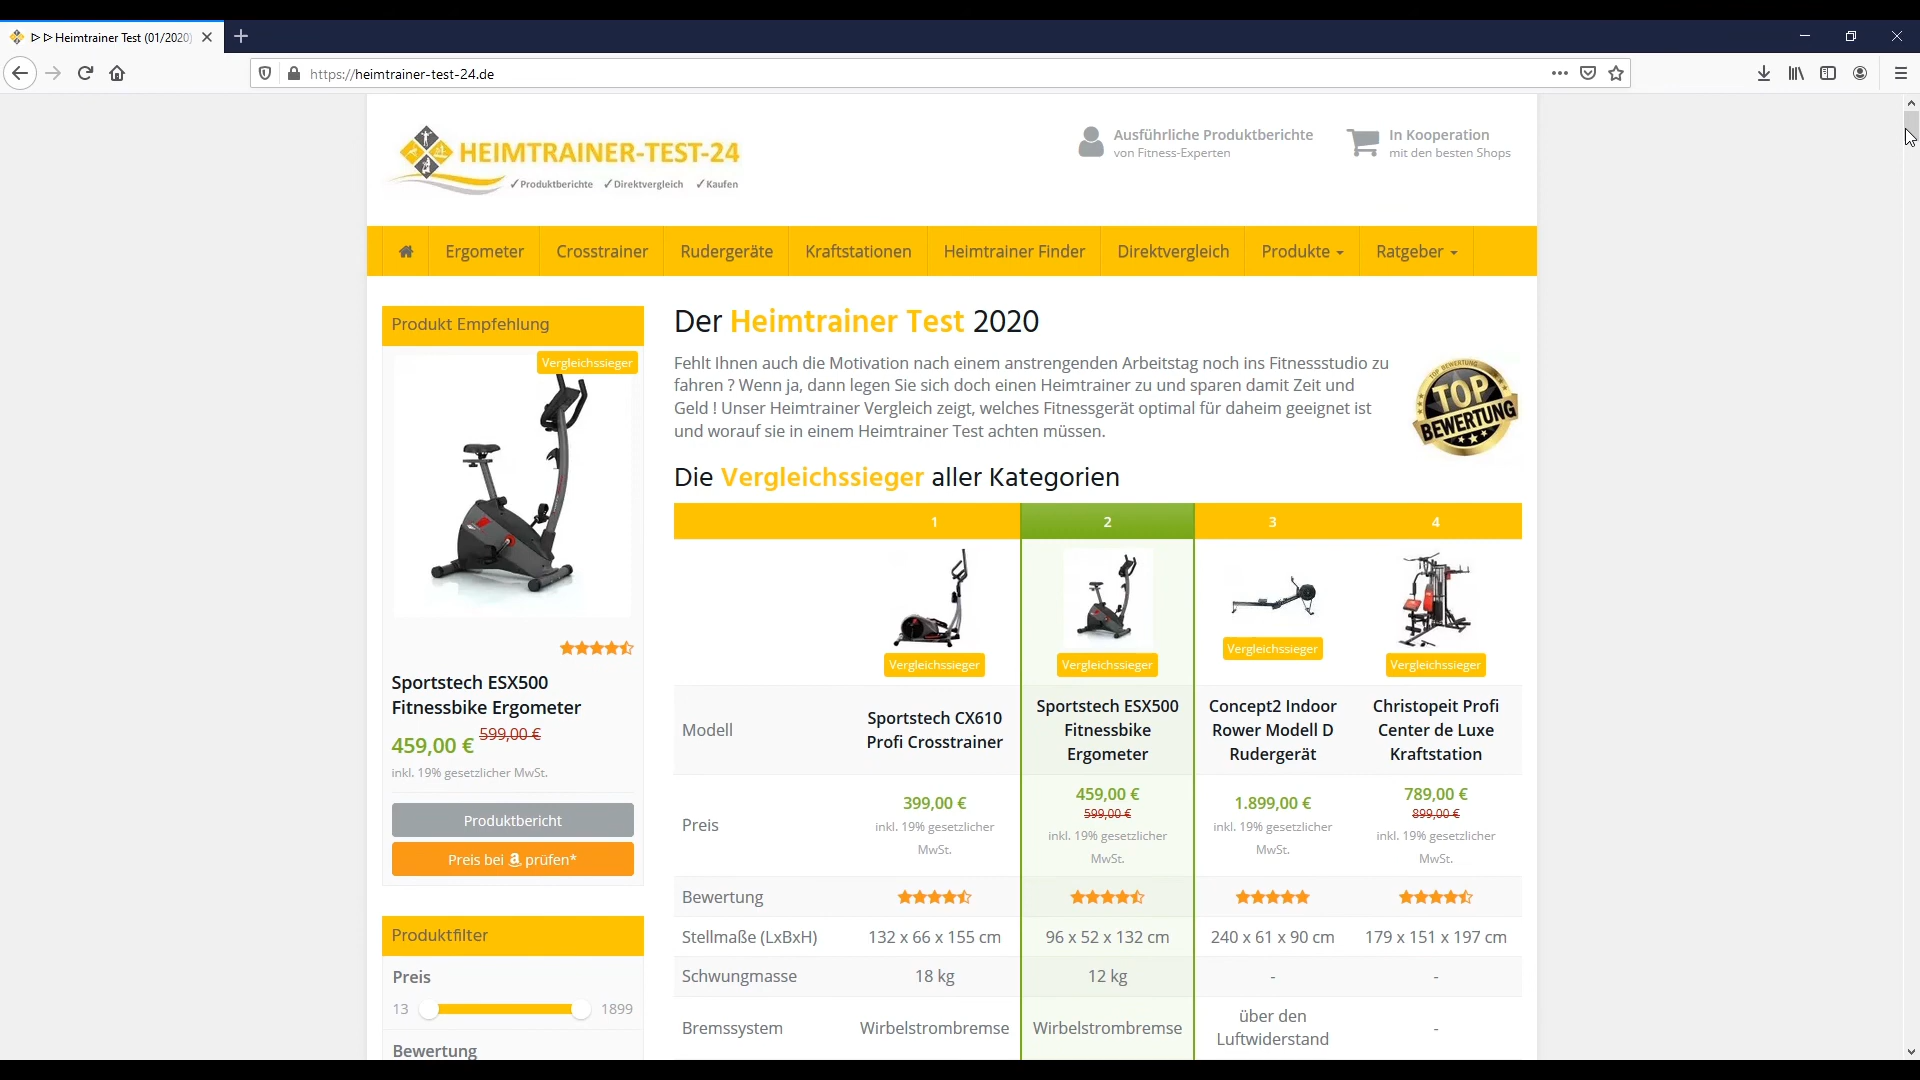 Heimtrainer Test (01/2020)
https://heimtrainer-test-24.de
HEIMTRAINER-TEST-24
✓Produktberichte ✓Direktvergleich ✓Kaufen
Ausführliche Produktberichte
von Fitness-Experten
In Kooperation
mit den besten Shops
Ergometer Crosstrainer Rudergeräte Kraftstationen Heimtrainer Finder Direktvergleich Produkte Ratgeber
Produkt Empfehlung
Vergleichssieger
Sportstech ESX500
Fitnessbike Ergometer
459,00 € 599,00 €
inkl. 19% gesetzlicher MwSt.
Produktbericht
Preis bei a prüfen*
Produktfilter
Preis
13 1899
Bewertung
Der Heimtrainer Test 2020
Fehlt Ihnen auch die Motivation nach einem anstrengenden Arbeitstag noch ins Fitnessstudio zu
fahren ? Wenn ja, dann legen Sie sich doch einen Heimtrainer zu und sparen damit Zeit und
Geld ! Unser Heimtrainer Vergleich zeigt, welches Fitnessgerät optimal für daheim geeignet ist
und worauf sie in einem Heimtrainer Test achten müssen.
TOP BEWERTUNG
TOP
BEWERTUNG
Die Vergleichssieger aller Kategorien
1 2 3 4
Vergleichssieger Vergleichssieger Vergleichssieger Vergleichssieger
Modell
Sportstech CX610
Profi Crosstrainer
Sportstech ESX500
Fitnessbike
Ergometer
Concept2 Indoor
Rower Modell D
Rudergerät
Christopeit Profi
Center de Luxe
Kraftstation
Preis
399,00 €
inkl. 19% gesetzlicher
MwSt.
459,00 €
599,00 €
inkl. 19% gesetzlicher
MwSt.
1.899,00 €
inkl. 19% gesetzlicher
MwSt.
789,00 €
899,00 €
inkl. 19% gesetzlicher
MwSt.
Bewertung
Stellmaße (LxBxH) 132 x 66 x 155 cm 96 x 52 x 132 cm 240 x 61 x 90 cm 179 x 151 x 197 cm
Schwungmasse 18 kg 12 kg - -
Bremssystem Wirbelstrombremse Wirbelstrombremse
über den
Luftwiderstand
-